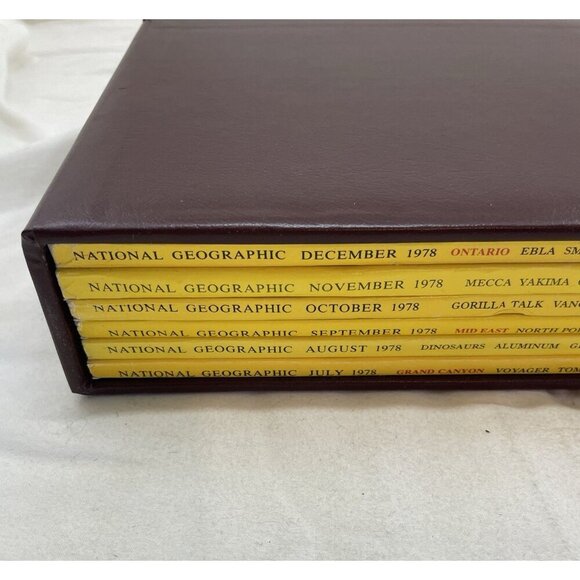 NATIONAL GEOGRAPHIC DECEMBER 1978 ONTARIO EBLA
NATIONAL GEOGRAPHIC NOVEMBER 1978 MECCA YAKIMA
NATIONAL GEOGRAPHIC OCTOBER 1978 GORILLA TALK
NATIONAL GEOGRAPHIC SEPTEMBER 1978 MID EAST NORTH
NATIONAL GEOGRAPHIC AUGUST 1978 DINOSAURS ALUMINUM
NATIONAL GEOGRAPHIC JULY 1978 GRAND CANYON VOYAGER